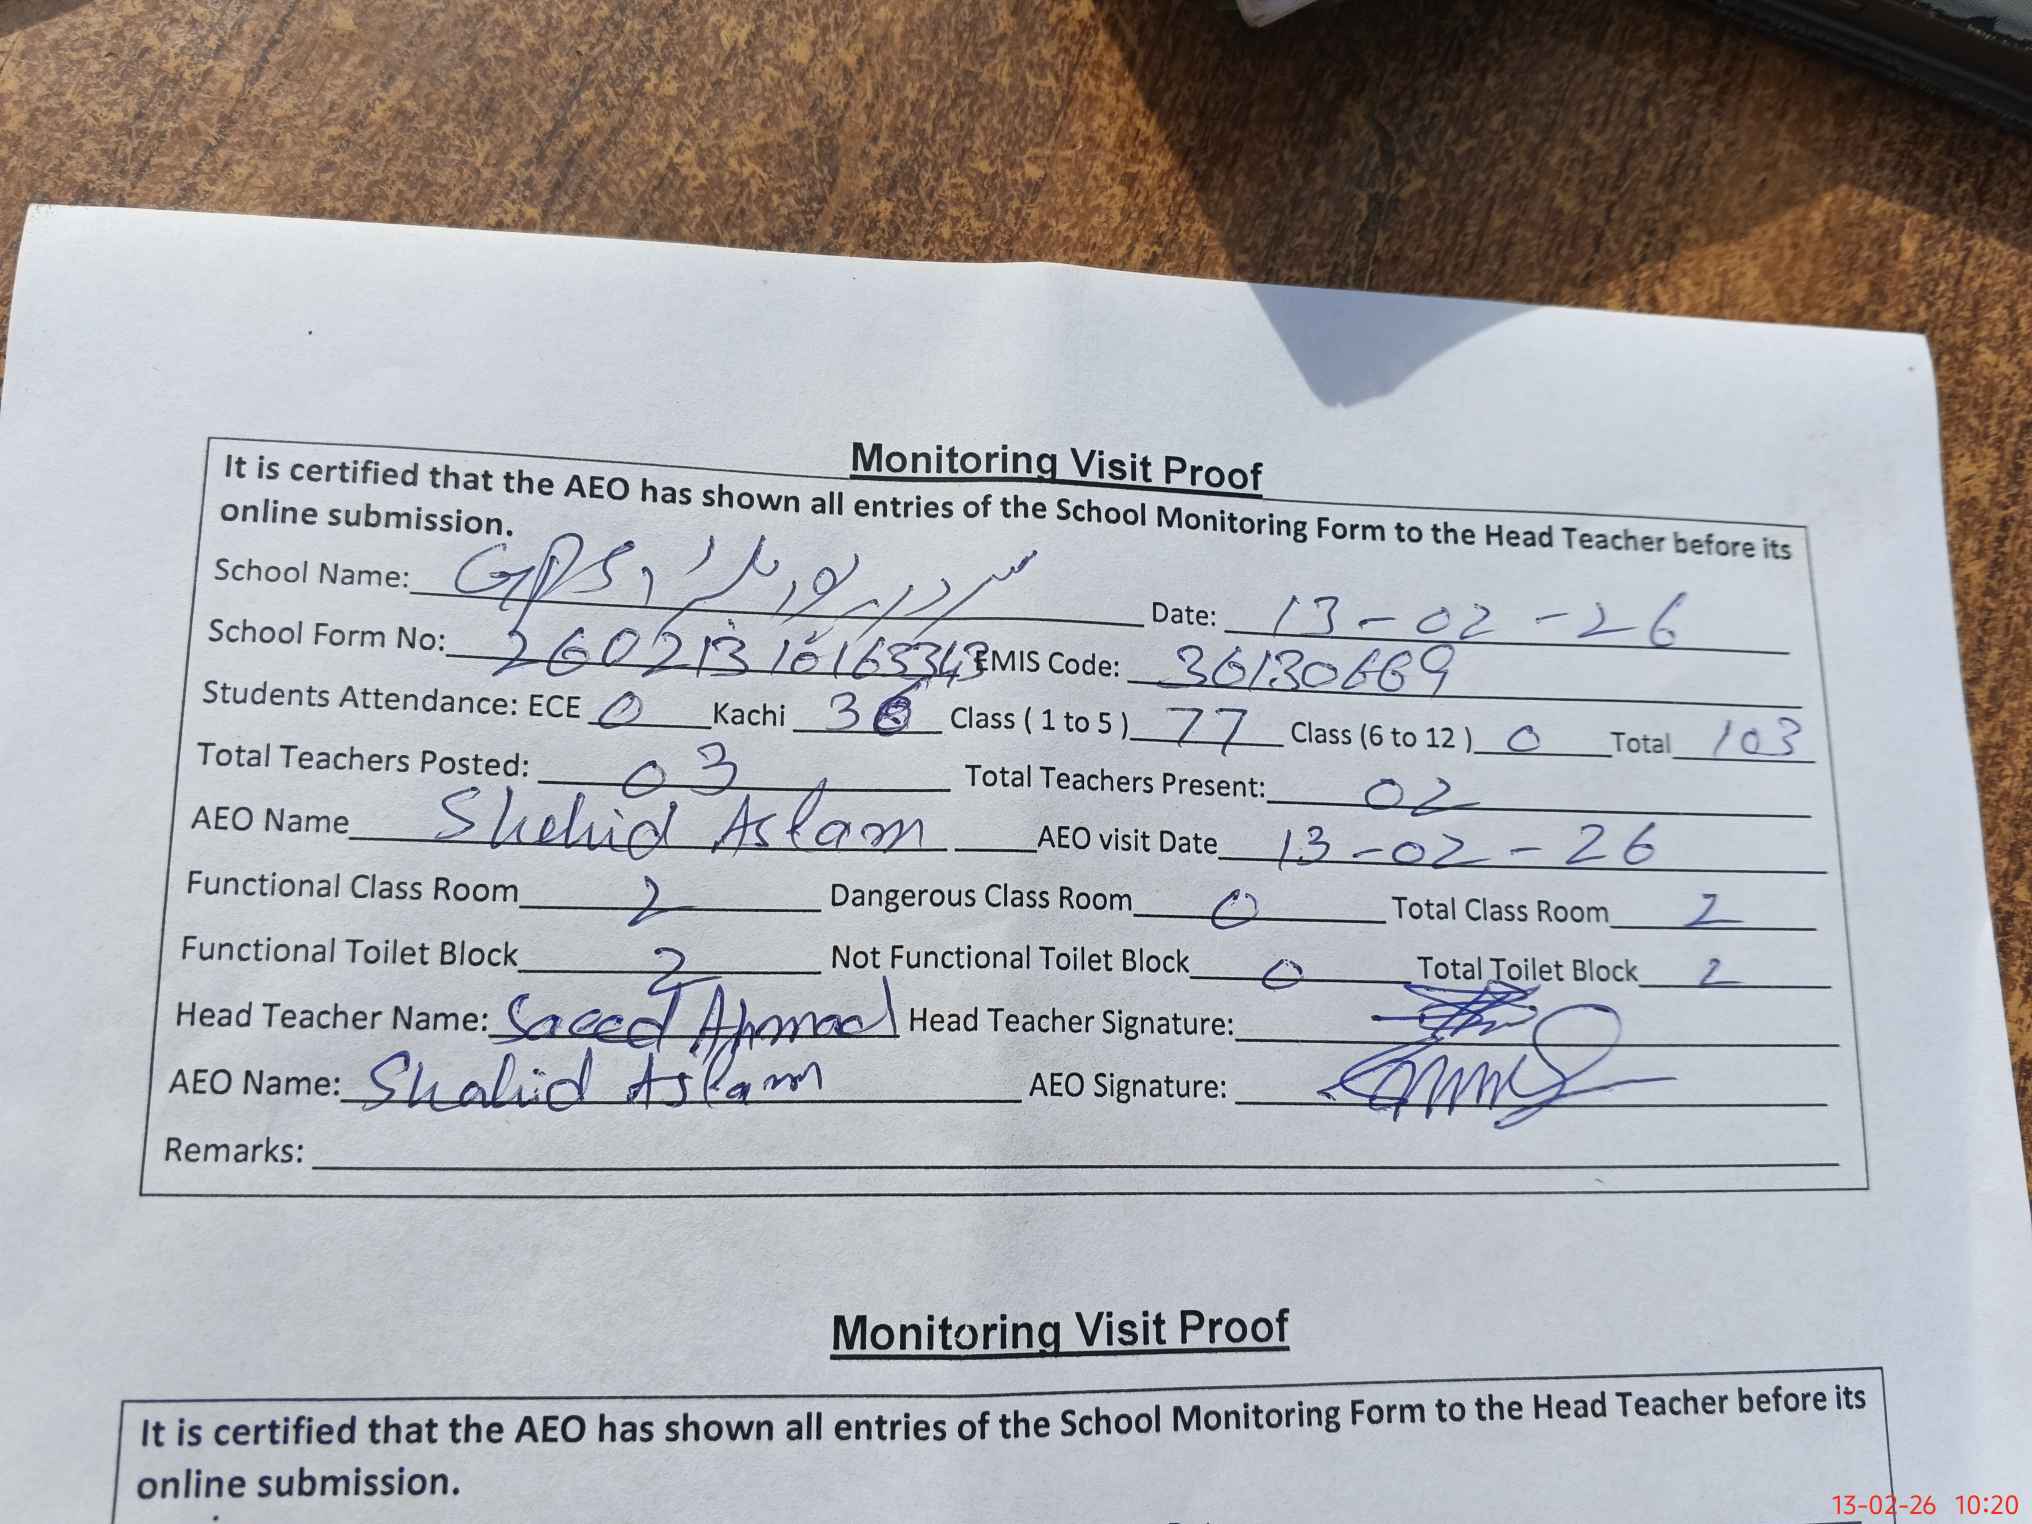 Monitoring Visit Proof
It is certified that the AEO has shown all entries of the School Monitoring Form to the Head Teacher before its
online submission.
School Name: GPS Date: 13-02-26
School Form No: 26021310165343 EMIS Code: 36130669
Students Attendance: ECE 0 Kachi Class ( 1 to 5 ) 77 Class (6 to 12 ) 0 Total 103
Total Teachers Posted: 03 Total Teachers Present: 02
AEO Name Shahid Aslam AEO visit Date 13-02-26
Functional Class Room 2 Dangerous Class Room 0 Total Class Room 2
Functional Toilet Block 2 Not Functional Toilet Block 0 Total Toilet Block 2
Head Teacher Name: Saeed Ahmad Head Teacher Signature:
AEO Name: Shahid Aslam AEO Signature:
Remarks:
Monitoring Visit Proof
It is certified that the AEO has shown all entries of the School Monitoring Form to the Head Teacher before its
online submission.
13-02-26 10:20